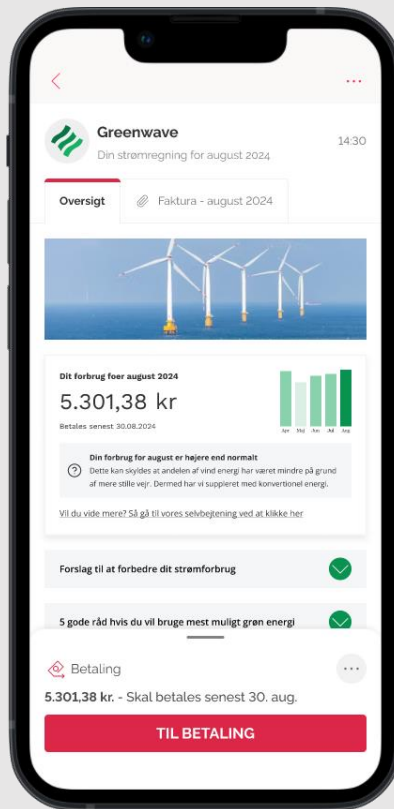 Greenwave
Din strømregning for august 2024
14:30
Oversigt
Faktura - august 2024
Dit forbrug foer august 2024
5.301,38 kr
Betales senest 30.08.2024
Apr Maj Jun Jul Aug
Din forbrug for august er højere end normalt
Dette kan skyldes at andelen af vind energi har været mindre på grund
af mere stille vejr. Dermed har vi suppleret med konvertionel energi.
Vil du vide mere? Så gå til vores selvbejtening ved at klikke her
Forslag til at forbedre dit strømforbrug
5 gode råd hvis du vil bruge mest muligt grøn energi
Betaling
5.301,38 kr. - Skal betales senest 30. aug.
TIL BETALING